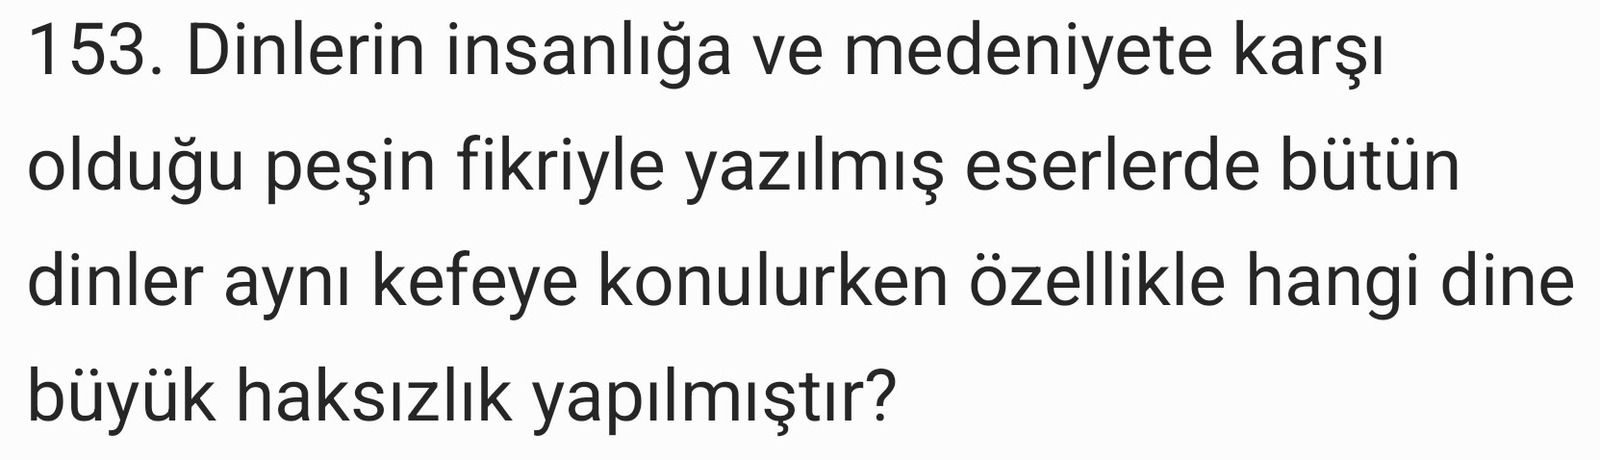 153. Dinlerin insanlığa ve medeniyete karşı
olduğu peşin fikriyle yazılmış eserlerde bütün
dinler aynı kefeye konulurken özellikle hangi dine
büyük haksızlık yapılmıştır?